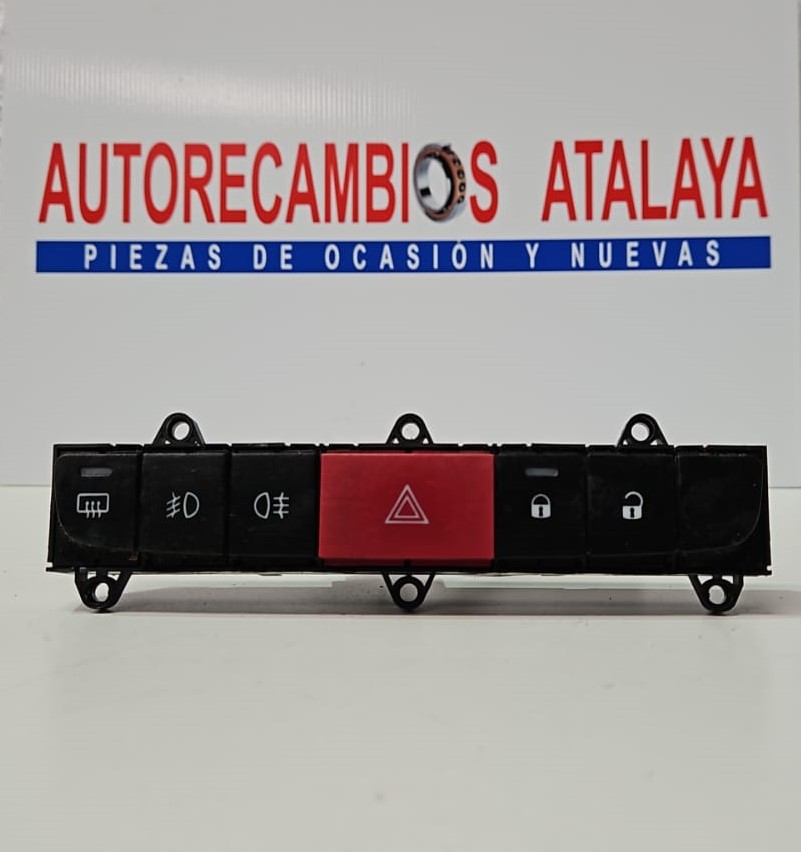 AUTORECAMBIOS ATALAYA
PIEZAS DE OCASIÓN Y NUEVAS